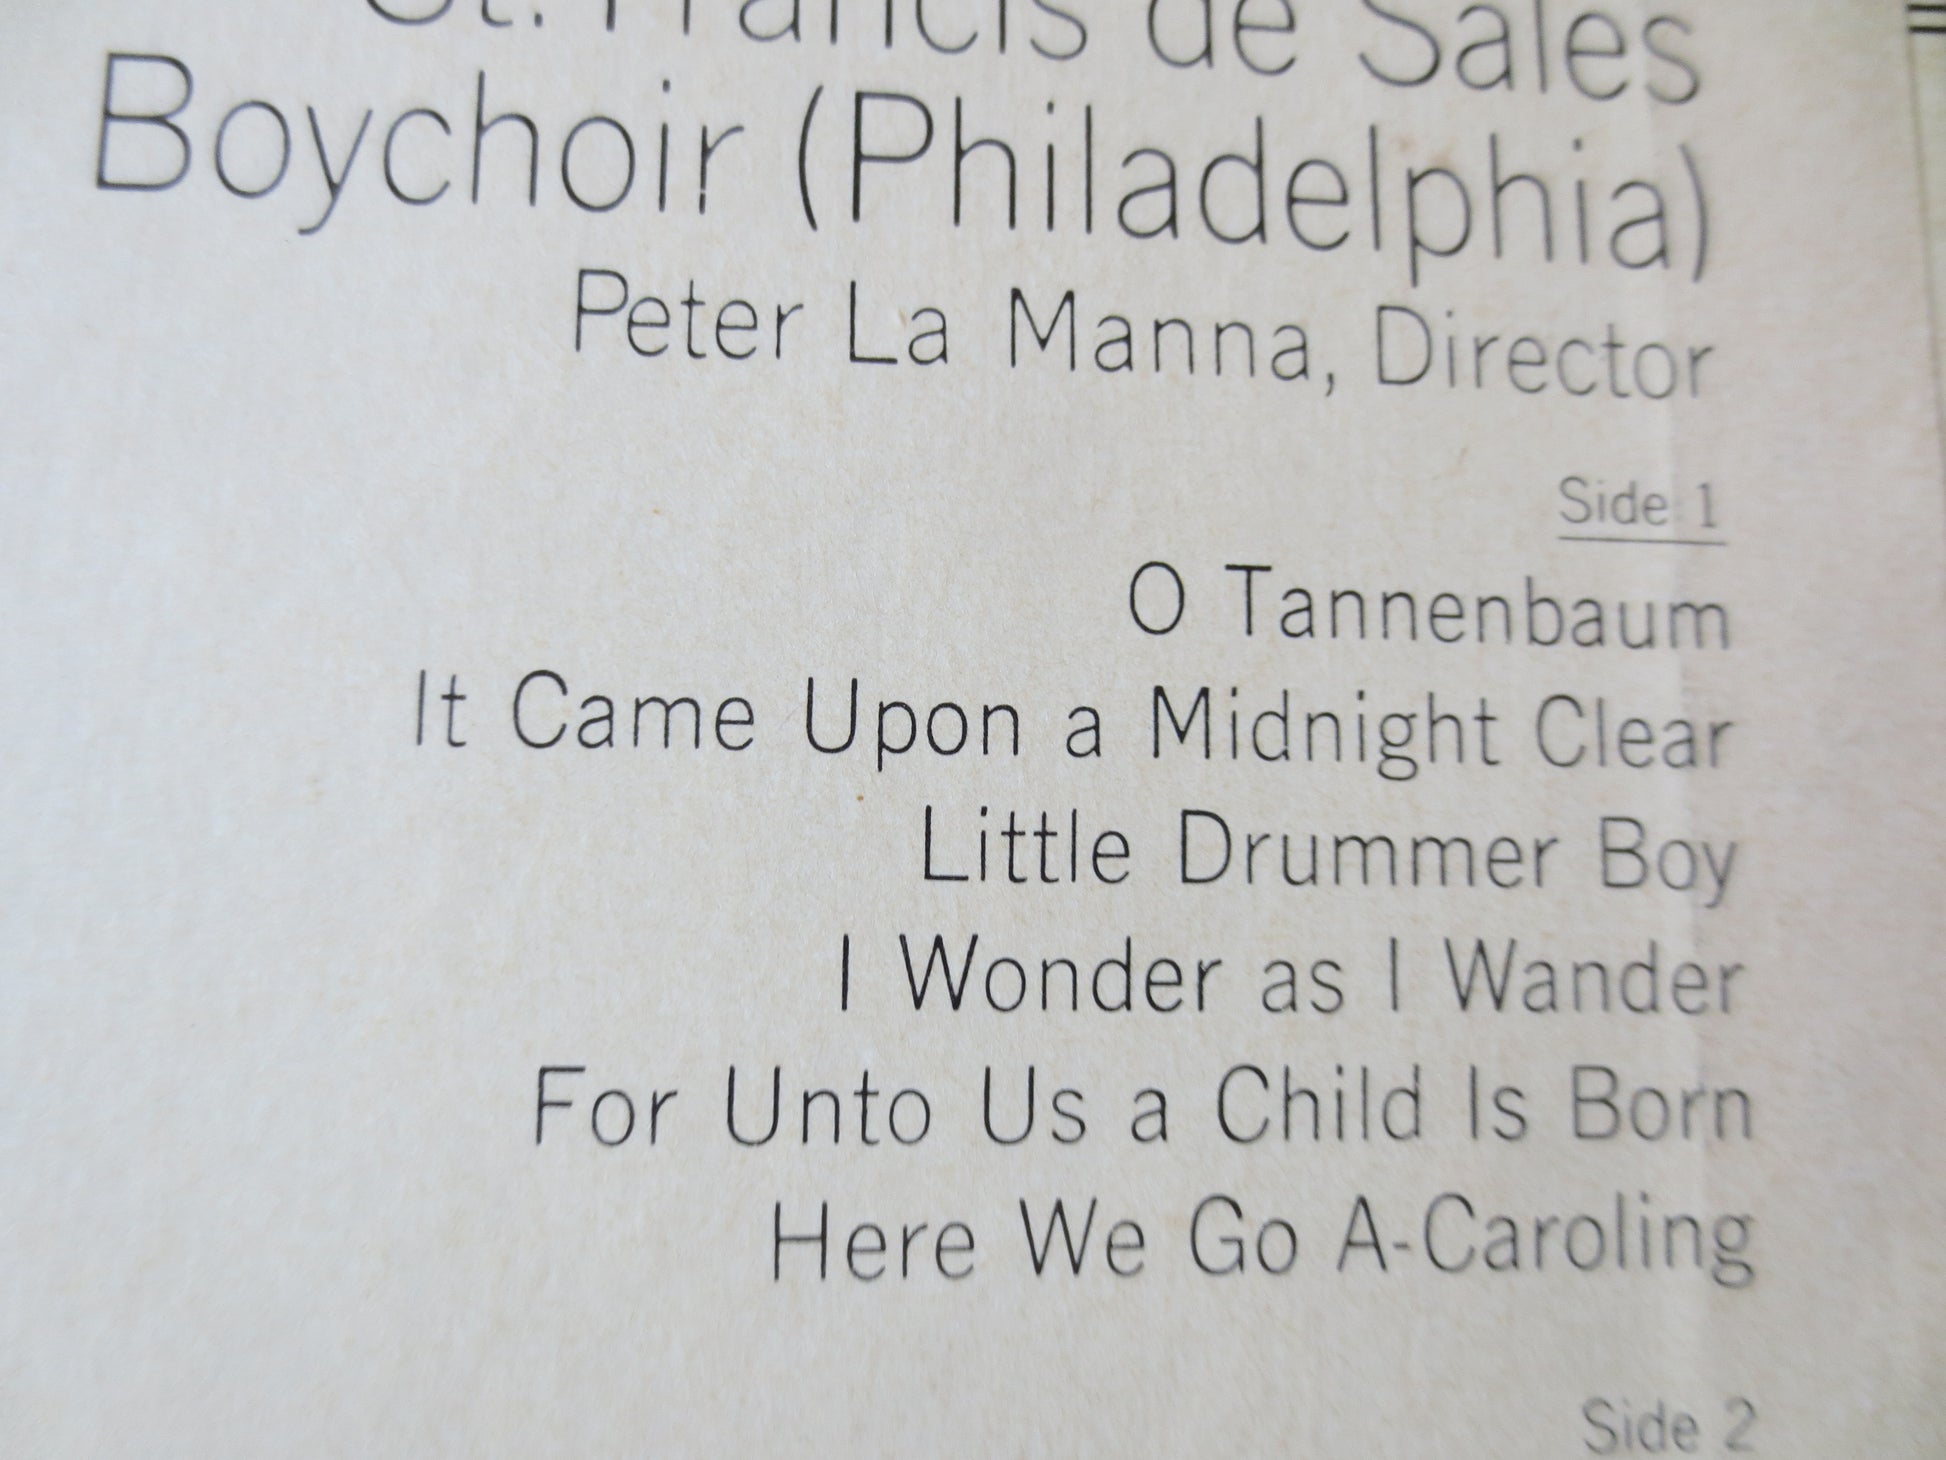 St. Francis de Sales
Boychoir (Philadelphia)
Peter La Manna, Director
Side 1
O Tannenbaum
It Came Upon a Midnight Clear
Little Drummer Boy
I Wonder as I Wander
For Unto Us a Child Is Born
Here We Go A-Caroling
Side 2